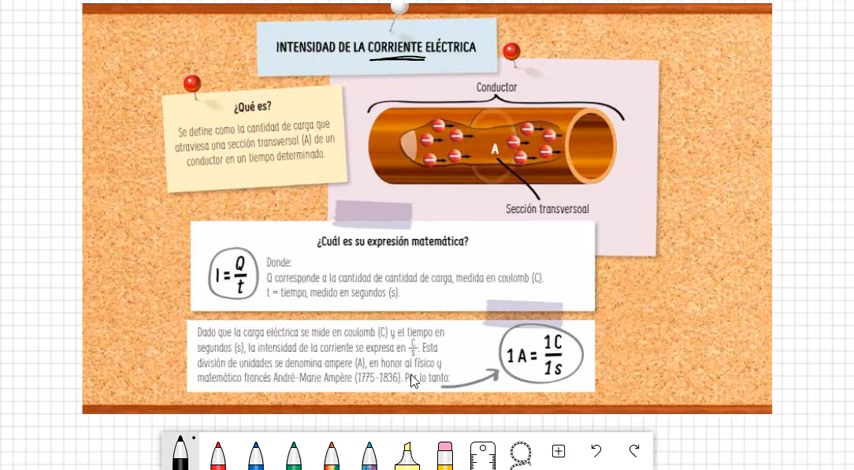 INTENSIDAD DE LA CORRIENTE ELÉCTRICA
¿Qué es?
Se define como la cantidad de carga que
atraviesa una sección transversal (A) de un
conductor en un tiempo determinado.
Conductor
A
Sección transversoal
¿Cuál es su expresión matemática?
I = Q/t
Donde:
Q corresponde a la cantidad de cantidad de carga, medida en coulomb (C).
t = tiempo, medido en segundos (s).
Dado que la carga eléctrica se mide en coulomb (C) y el tiempo en
segundos (s), la intensidad de la corriente se expresa en C/s. Esta
división de unidades se denomina ampere (A), en honor al físico y
matemático francés André-Marie Ampère (1775-1836). Por lo tanto:
1 A = 1C/1s